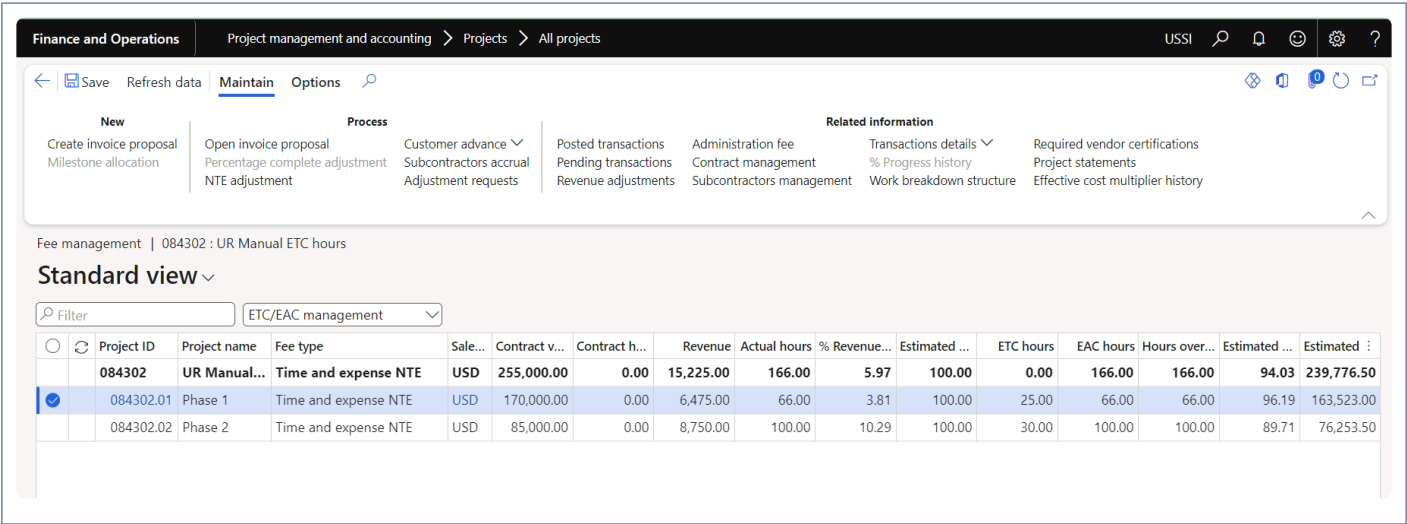 Finance and Operations Project management and accounting > Projects > All projects USSI ?
Save Refresh data Maintain Options 0
New Process Related information
Create invoice proposal Open invoice proposal Customer advance Posted transactions Administration fee Transactions details Required vendor certifications
Milestone allocation Percentage complete adjustment Subcontractors accrual Pending transactions Contract management % Progress history Project statements
NTE adjustment Adjustment requests Revenue adjustments Subcontractors management Work breakdown structure Effective cost multiplier history
Fee management | 084302 : UR Manual ETC hours
Standard view
Filter ETC/EAC management
Project ID Project name Fee type Sale... Contract v... Contract h... Revenue Actual hours % Revenue... Estimated ... ETC hours EAC hours Hours over... Estimated ... Estimated
084302 UR Manual... Time and expense NTE USD 255,000.00 0.00 15,225.00 166.00 5.97 100.00 0.00 166.00 166.00 94.03 239,776.50
084302.01 Phase 1 Time and expense NTE USD 170,000.00 0.00 6,475.00 66.00 3.81 100.00 25.00 66.00 66.00 96.19 163,523.00
084302.02 Phase 2 Time and expense NTE USD 85,000.00 0.00 8,750.00 100.00 10.29 100.00 30.00 100.00 100.00 89.71 76,253.50